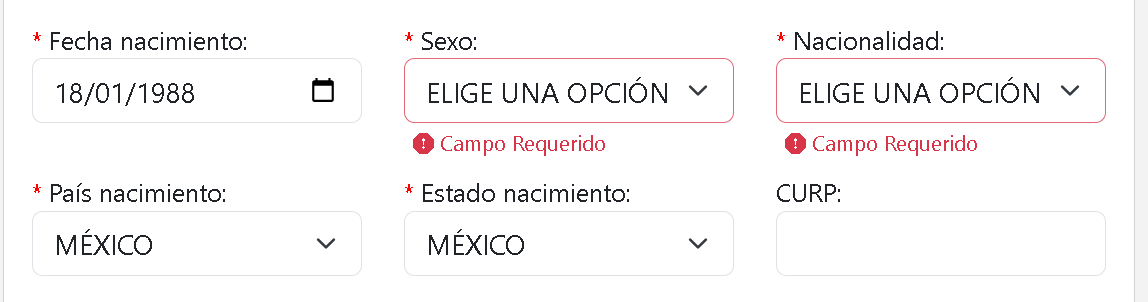 * Fecha nacimiento:
* Sexo:
* Nacionalidad:
18/01/1988
ELIGE UNA OPCIÓN
ELIGE UNA OPCIÓN
Campo Requerido
Campo Requerido
* País nacimiento:
* Estado nacimiento:
CURP:
MÉXICO
MÉXICO